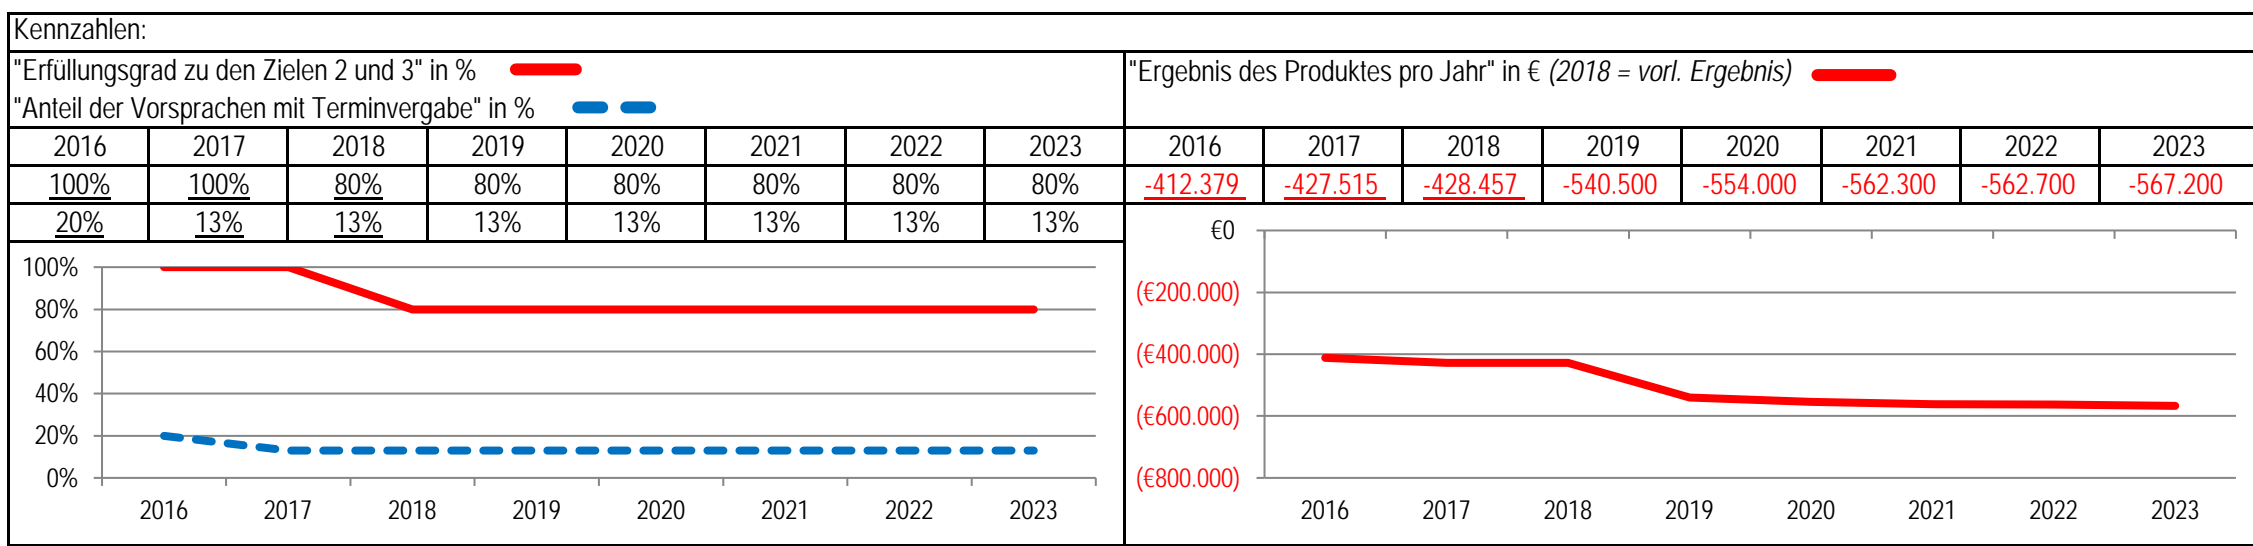 Kennzahlen:
"Erfüllungsgrad zu den Zielen 2 und 3" in %
"Anteil der Vorsprachen mit Terminvergabe" in %
2016 2017 2018 2019 2020 2021 2022 2023
100% 100% 80% 80% 80% 80% 80% 80%
20% 13% 13% 13% 13% 13% 13% 13%
100%
80%
60%
40%
20%
0%
2016 2017 2018 2019 2020 2021 2022 2023
"Ergebnis des Produktes pro Jahr" in € (2018 = vorl. Ergebnis)
2016 2017 2018 2019 2020 2021 2022 2023
-412.379 -427.515 -428.457 -540.500 -554.000 -562.300 -562.700 -567.200
€0
(€200.000)
(€400.000)
(€600.000)
(€800.000)
2016 2017 2018 2019 2020 2021 2022 2023